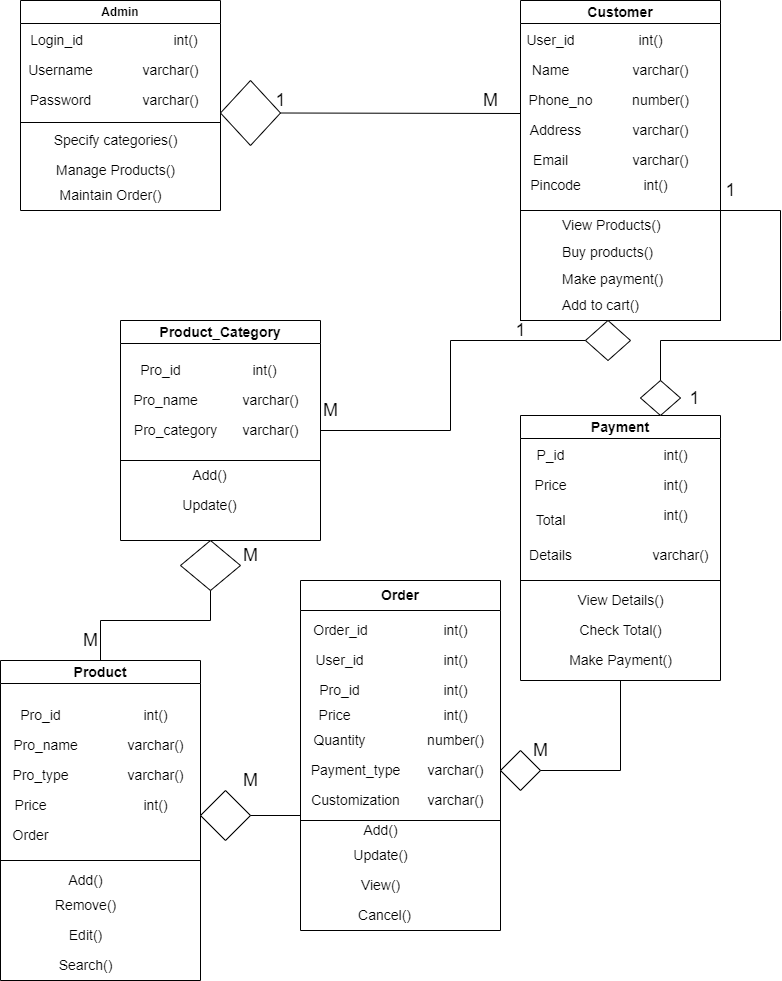 Admin
Login_id int()
Username varchar()
Password varchar()
Specify categories()
Manage Products()
Maintain Order()
1
M
Customer
User_id int()
Name varchar()
Phone_no number()
Address varchar()
Email varchar()
Pincode int()
View Products()
Buy products()
Make payment()
Add to cart()
1
1
1
M
Product_Category
Pro_id int()
Pro_name varchar()
Pro_category varchar()
Add()
Update()
M
M
Payment
P_id int()
Price int()
Total int()
Details varchar()
View Details()
Check Total()
Make Payment()
M
Order
Order_id int()
User_id int()
Pro_id int()
Price int()
Quantity number()
Payment_type varchar()
Customization varchar()
Add()
Update()
View()
Cancel()
M
Product
Pro_id int()
Pro_name varchar()
Pro_type varchar()
Price int()
Order
Add()
Remove()
Edit()
Search()